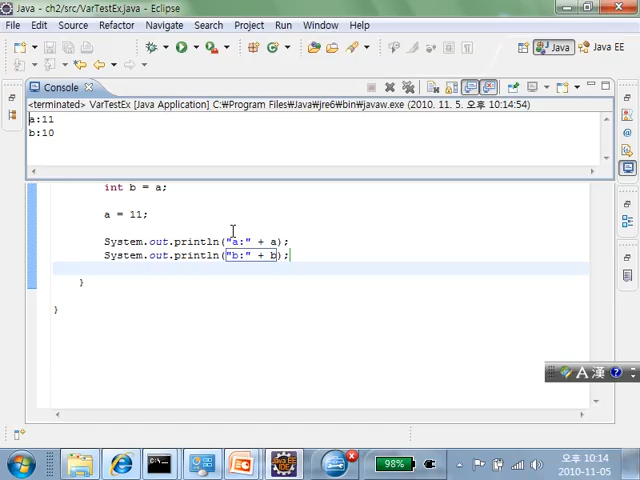 Java - ch2/src/VarTestEx.java - Eclipse
File Edit Source Refactor Navigate Search Project Run Window Help
Java Java EE
Console
<terminated> VarTestEx [Java Application] C:\Program Files\Java\jre6\bin\javaw.exe (2010. 11. 5. 오후 10:14:54)
a:11
b:10
int b = a;
a = 11;
System.out.println("a:" + a);
System.out.println("b:" + b);
}
}
A 漢
98%
오후 10:14
2010-11-05